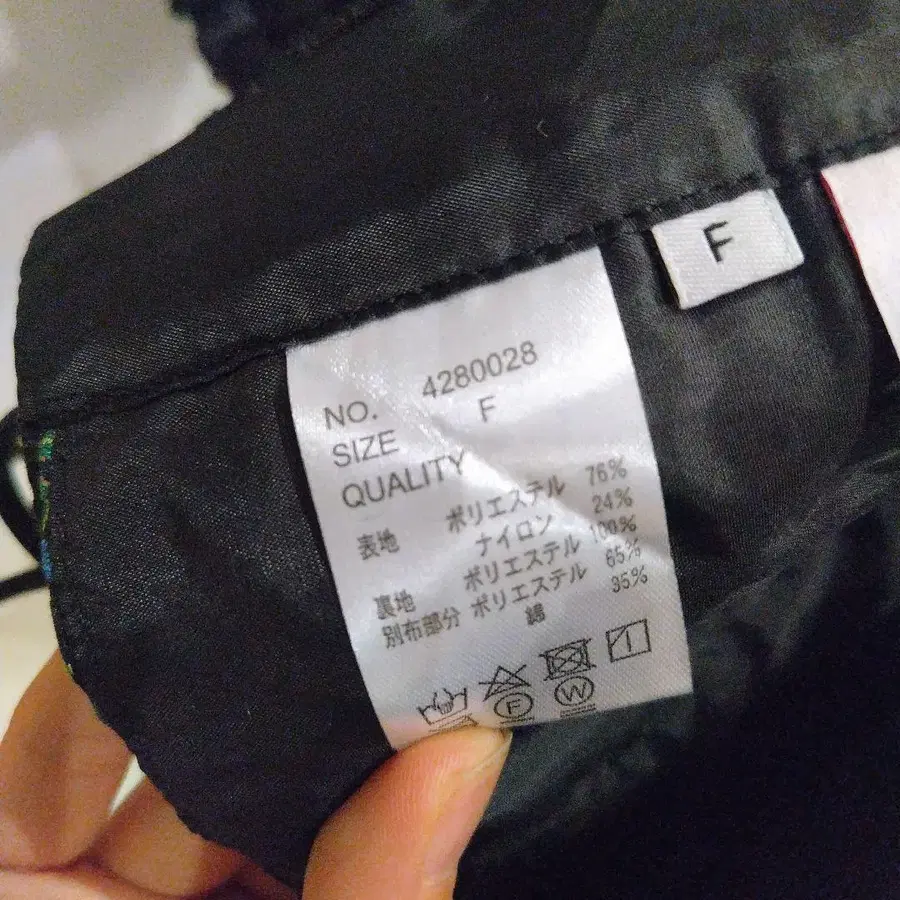 F
NO. 4280028
SIZE F
QUALITY
表地 ポリエステル 76%
ナイロン 24%
裏地 ポリエステル 100%
別布部分 ポリエステル 65%
綿 35%
F W